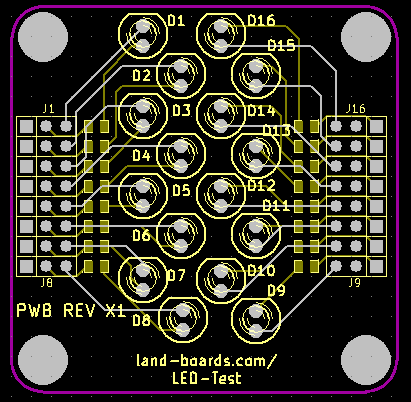 D1 D16
D15
D2
J1 D3 D14 J16
D13
D4
D5 D12
D11
D6
D7 D10
J8 J9
D9
PWB REV X1
D8
land-boards.com/
LED-Test